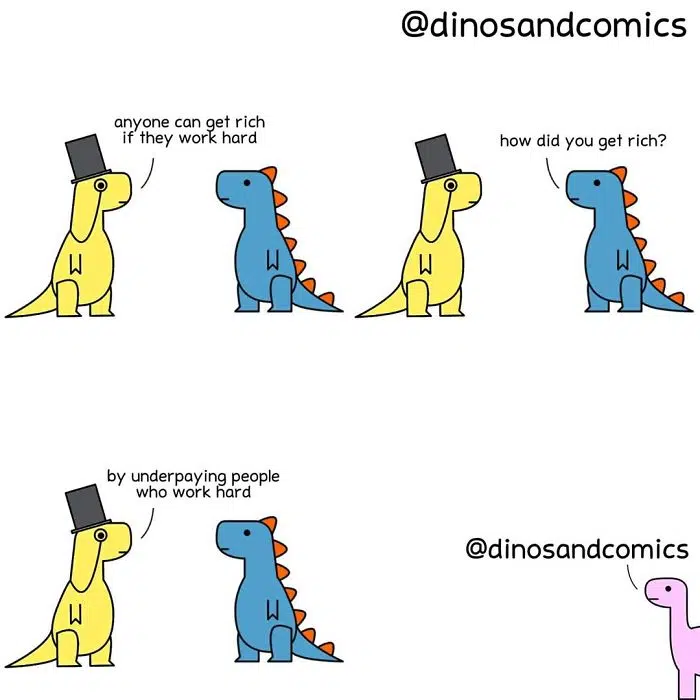 @dinosandcomics
anyone can get rich
if they work hard
how did you get rich?
by underpaying people
who work hard
@dinosandcomics